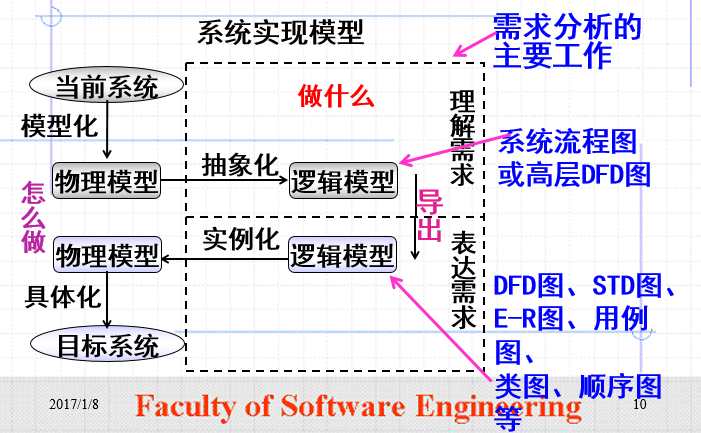 系统实现模型
需求分析的
主要工作
当前系统
做什么
理解需求
模型化
抽象化
系统流程图
或高层DFD图
物理模型
逻辑模型
怎么做
导出
实例化
表达需求
物理模型
逻辑模型
具体化
DFD图、STD图、
E-R图、用例
图、
类图、顺序图
等
目标系统
2017/1/8
Faculty of Software Engineering
10